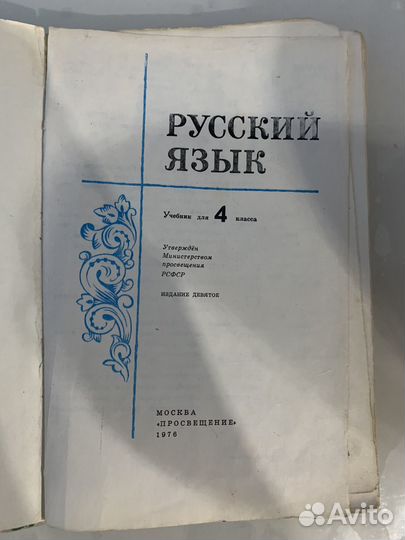 РУССКИЙ
ЯЗЫК
Учебник для 4 класса
Утверждён
Министерством
просвещения
РСФСР
ИЗДАНИЕ ДЕВЯТОЕ
МОСКВА
«ПРОСВЕЩЕНИЕ»
1976
Avito